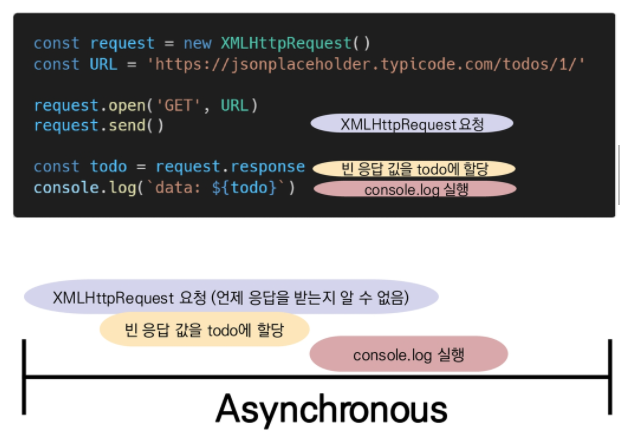 const request = new XMLHttpRequest()
const URL = 'https://jsonplaceholder.typicode.com/todos/1/'
request.open('GET', URL)
request.send()
XMLHttpRequest 요청
const todo = request.response
빈 응답 값을 todo에 할당
console.log(`data: ${todo}`)
console.log 실행
XMLHttpRequest 요청 (언제 응답을 받는지 알 수 없음)
빈 응답 값을 todo에 할당
console.log 실행
Asynchronous